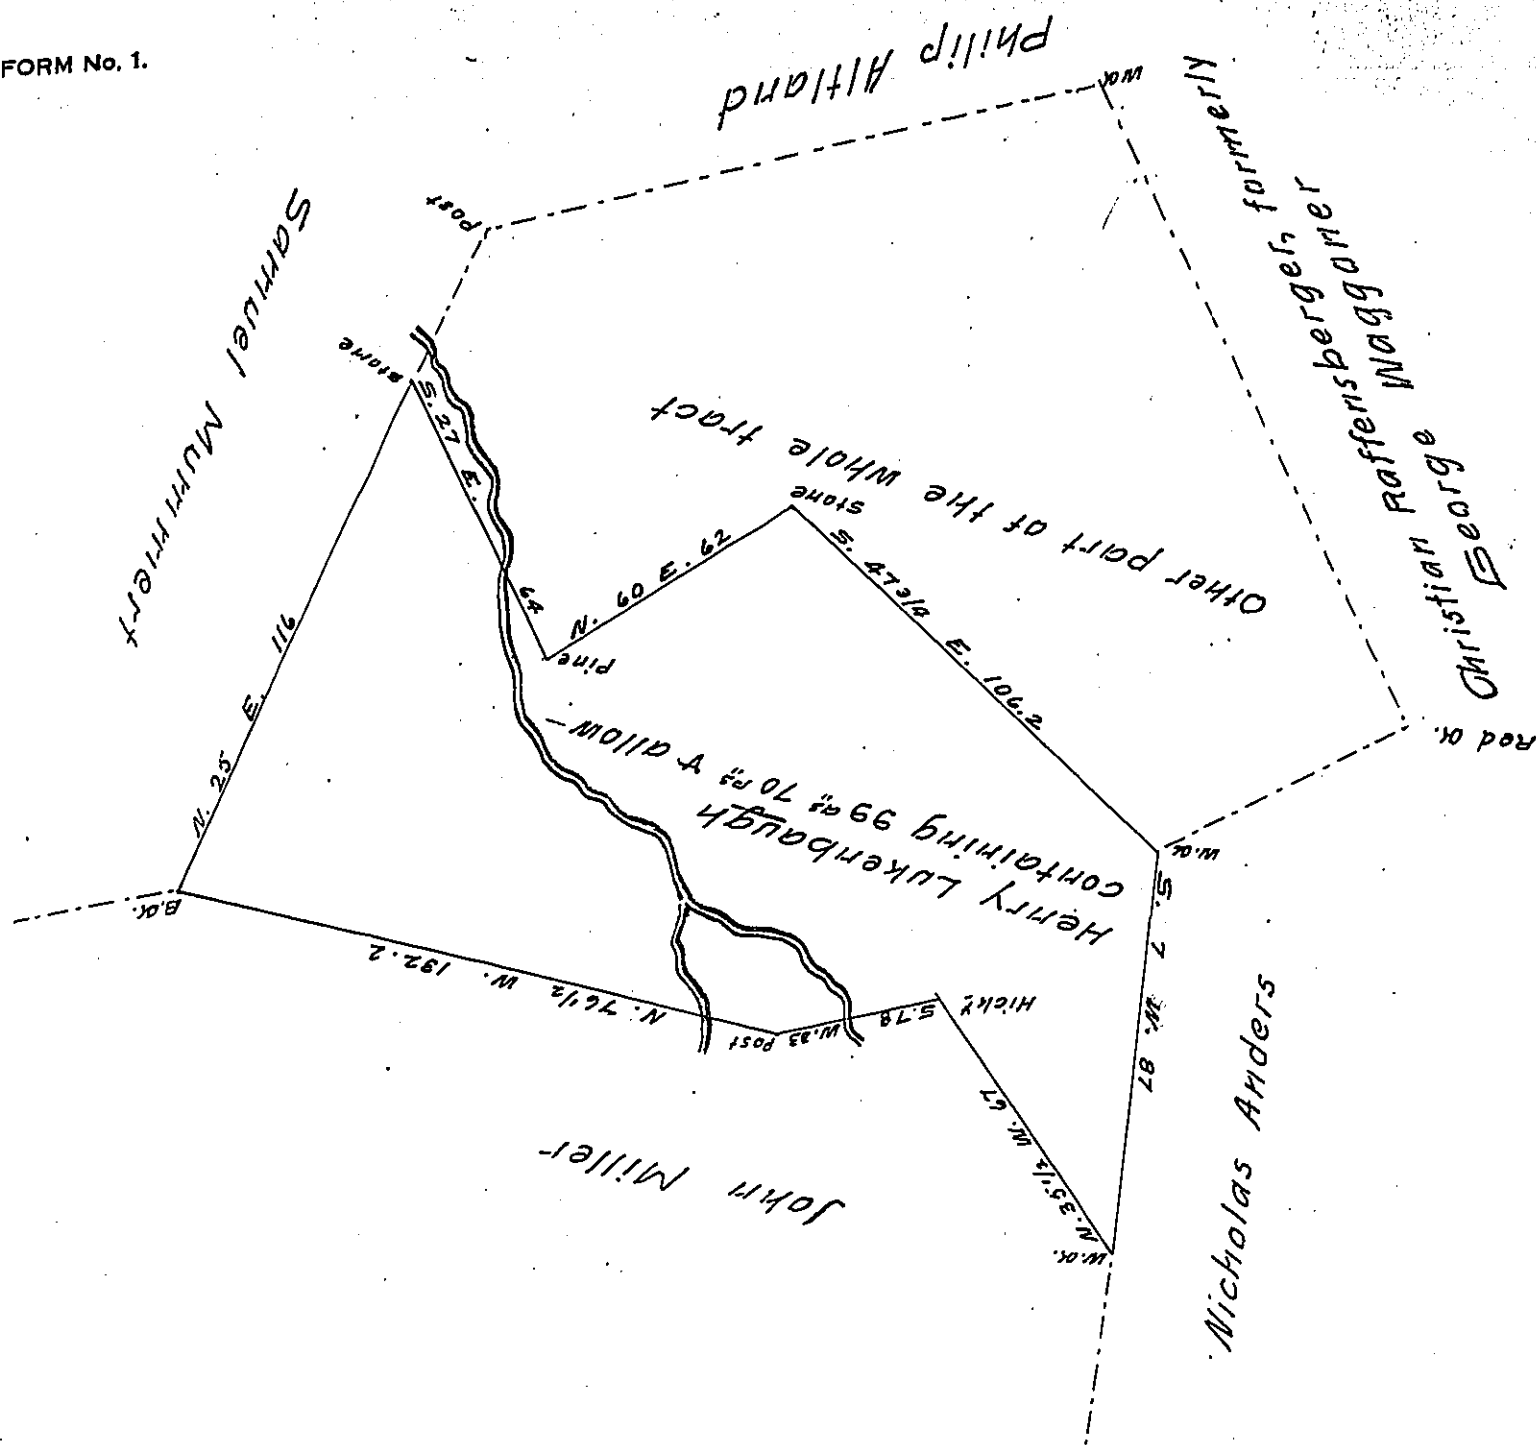 FORM No. 1.
Philip Altland
W.O.
Post
Samuel Mummert
Christian Raffensberger, formerly
George Waggoner
stone
S. 27 E. 64
Other part of the whole tract
stone
N. 60 E. 62
S. 47 3/4 E. 106.2
N. 25 E. 116
Pine
Red O.
Henry Lukenbaugh
containing 99 as 70 ps & allow -
W.O.
B.O.
S. 7 W. 87
N. 76 1/2 W. 132.2
Post
S. 78 W. 33
Hicky
Nicholas Anders
N. 35 1/2 W. 67
John Miller
W.O.